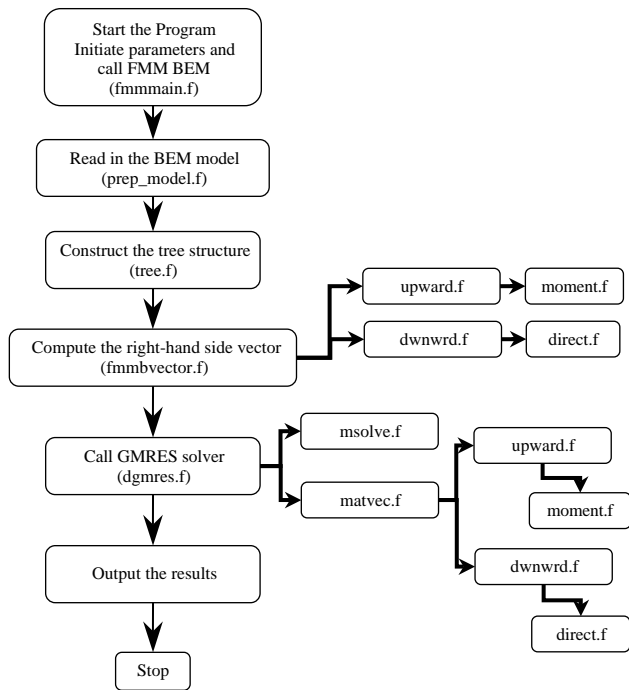 Start the Program
Initiate parameters and
call FMM BEM
(fmmmain.f)
Read in the BEM model
(prep_model.f)
Construct the tree structure
(tree.f)
upward.f
moment.f
Compute the right-hand side vector
(fmmbvector.f)
dwnwrd.f
direct.f
Call GMRES solver
(dgmres.f)
msolve.f
matvec.f
upward.f
moment.f
dwnwrd.f
direct.f
Output the results
Stop